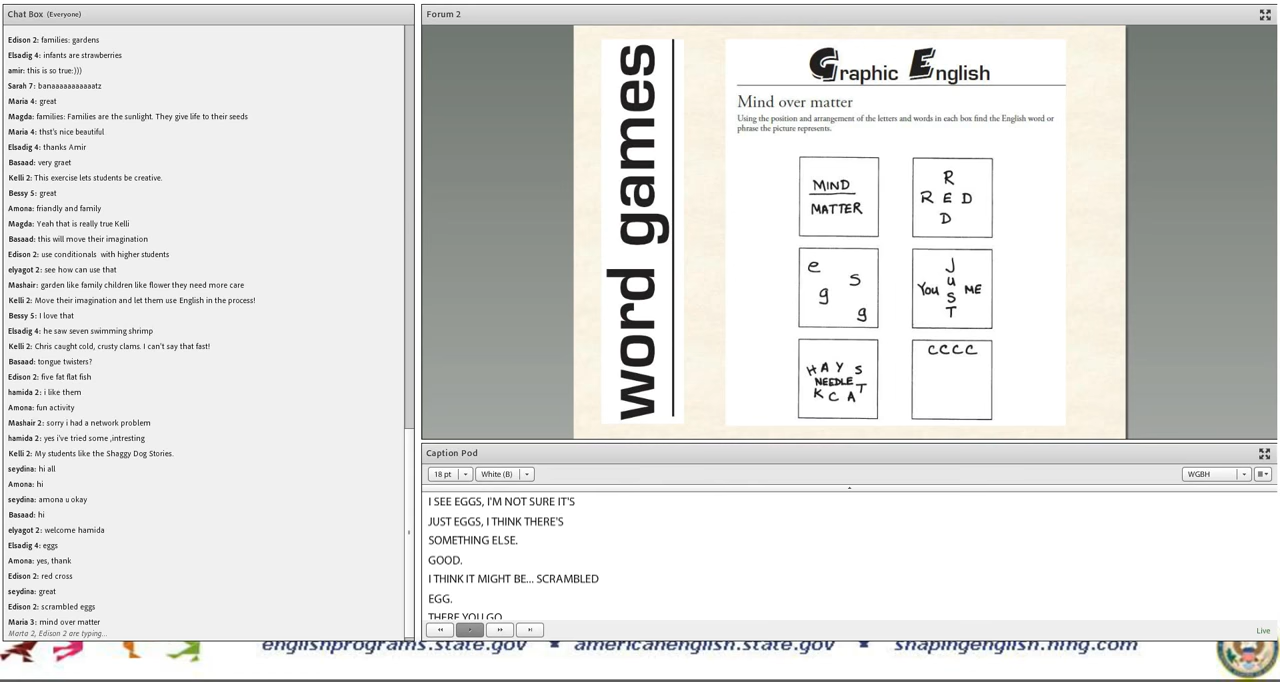 Chat Box (Everyone)
Edison 2: families: gardens
Elsadig 4: infants are strawberries
amir: this is so true:)))
Sarah 7: banaaaaaaaaaatz
Maria 4: great
Magda: families: Families are the sunlight. They give life to their seeds
Maria 4: thst's nice beautiful
Elsadig 4: thanks Amir
Basaad: very graet
Kelli 2: This exercise lets students be creative.
Bessy 5: great
Amona: friandly and family
Magda: Yeah that is really true Kelli
Basaad: this will move their imagination
Edison 2: use conditionals with higher students
elyagot 2: see how can use that
Mashair: garden like family children like flower they need more care
Kelli 2: Move their imagination and let them use English in the process!
Bessy 5: I love that
Elsadig 4: he saw seven swimming shrimp
Kelli 2: Chris caught cold, crusty clams. I can't say that fast!
Basaad: tongue twisters?
Edison 2: five fat flat fish
hamida 2: i like them
Amona: fun activity
Mashair 2: sorry i had a network problem
hamida 2: yes i've tried some ,intresting
Kelli 2: My students like the Shaggy Dog Stories.
seydina: hi all
Amona: hi
seydina: amona u okay
Basaad: hi
elyagot 2: welcome hamida
Elsadig 4: eggs
Amona: yes, thank
Edison 2: red cross
seydina: great
Edison 2: scrambled eggs
Maria 3: mind over matter
Marta 2, Edison 2 are typing...
Forum 2
word games
Graphic English
Mind over matter
Using the position and arrangement of the letters and words in each box find the English word or
phrase the picture represents.
MIND
MATTER
R
R E D
D
e
s
g
g
J
U
YOU ME
S
T
H A Y S
NEEDLE T
K C A
CCCC
Caption Pod
18 pt
White (B)
WGBH
I SEE EGGS, I'M NOT SURE IT'S
JUST EGGS, I THINK THERE'S
SOMETHING ELSE.
GOOD.
I THINK IT MIGHT BE... SCRAMBLED
EGG.
THERE YOU GO
Live
englishprograms.state.gov americanenglish.state.gov shapingenglish.ning.com